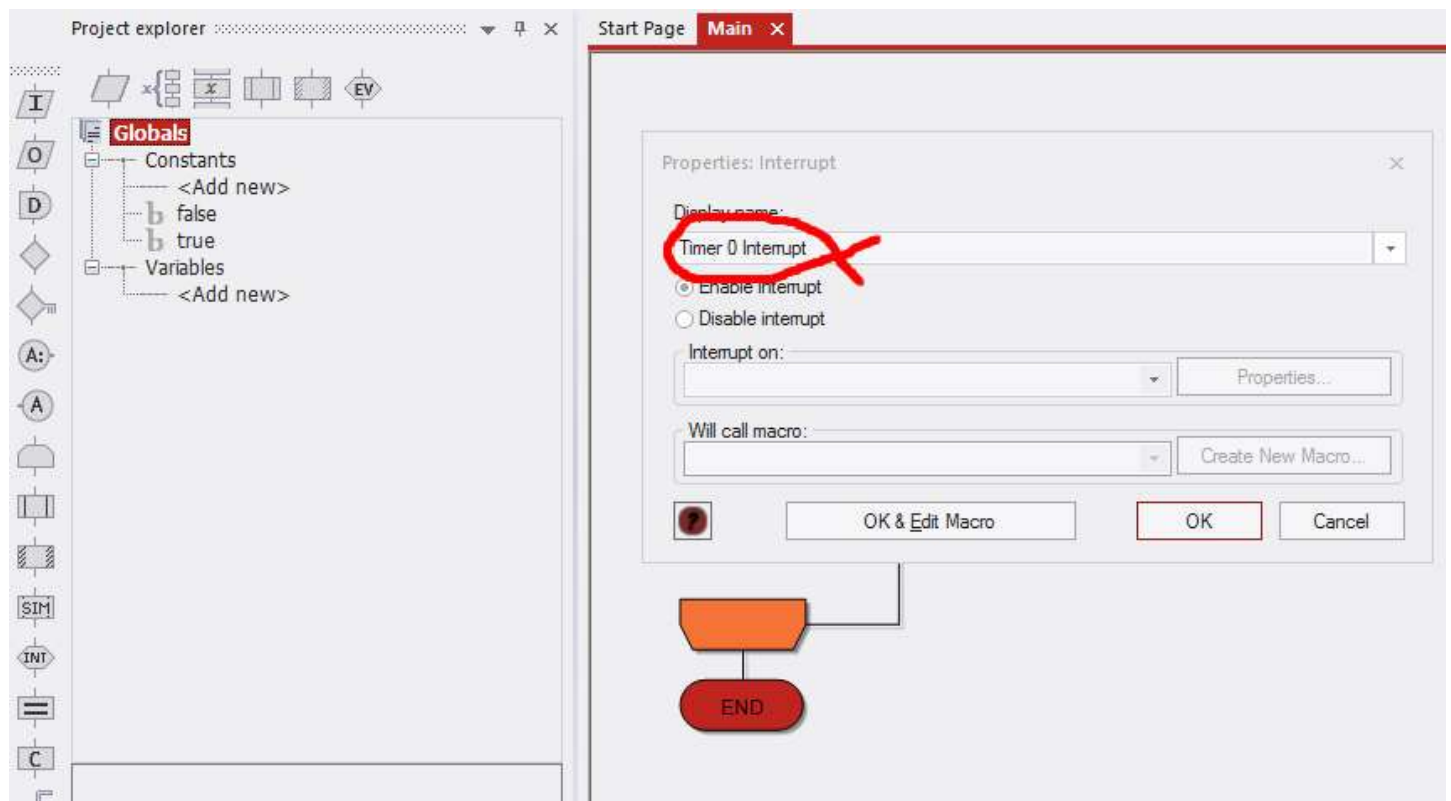 Project explorer
Start Page Main
I
x
EV
O
D
Globals
Constants
<Add new>
b false
b true
Variables
<Add new>
A:
A
SIM
INT
C
Properties: Interrupt
Display name:
Timer 0 Interrupt
Enable interrupt
Disable interrupt
Interrupt on:
Properties...
Will call macro:
Create New Macro...
?
OK & Edit Macro
OK
Cancel
END